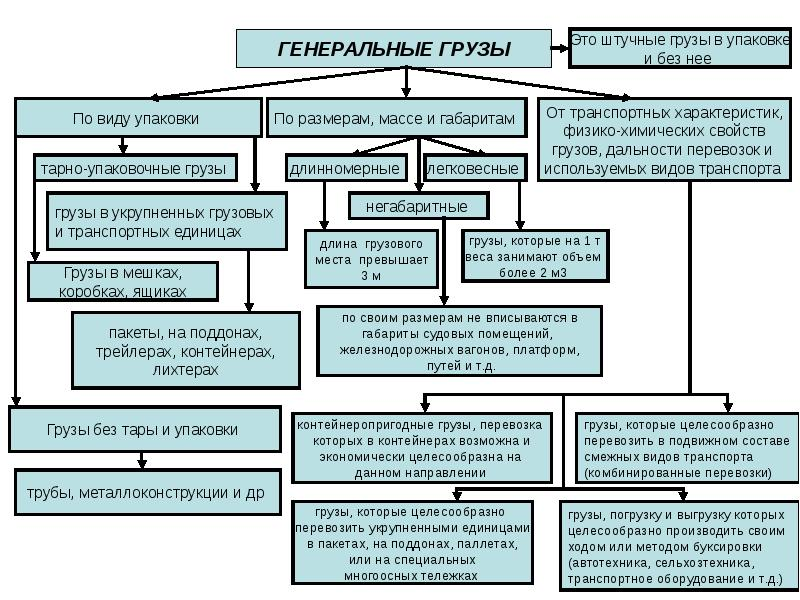 ГЕНЕРАЛЬНЫЕ ГРУЗЫ
Это штучные грузы в упаковке
и без нее
По виду упаковки
По размерам, массе и габаритам
От транспортных характеристик,
физико-химических свойств
грузов, дальности перевозок и
используемых видов транспорта
тарно-упаковочные грузы
длинномерные
легковесные
грузы в укрупненных грузовых
и транспортных единицах
негабаритные
длина грузового
места превышает
3 м
грузы, которые на 1 т
веса занимают объем
более 2 м3
Грузы в мешках,
коробках, ящиках
пакеты, на поддонах,
трейлерах, контейнерах,
лихтерах
по своим размерам не вписываются в
габариты судовых помещений,
железнодорожных вагонов, платформ,
путей и т.д.
Грузы без тары и упаковки
трубы, металлоконструкции и др
контейнеропригодные грузы, перевозка
которых в контейнерах возможна и
экономически целесообразна на
данном направлении
грузы, которые целесообразно
перевозить в подвижном составе
смежных видов транспорта
(комбинированные перевозки)
грузы, которые целесообразно
перевозить укрупненными единицами
в пакетах, на поддонах, паллетах,
или на специальных
многоосных тележках
грузы, погрузку и выгрузку которых
целесообразно производить своим
ходом или методом буксировки
(автотехника, сельхозтехника,
транспортное оборудование и т.д.)